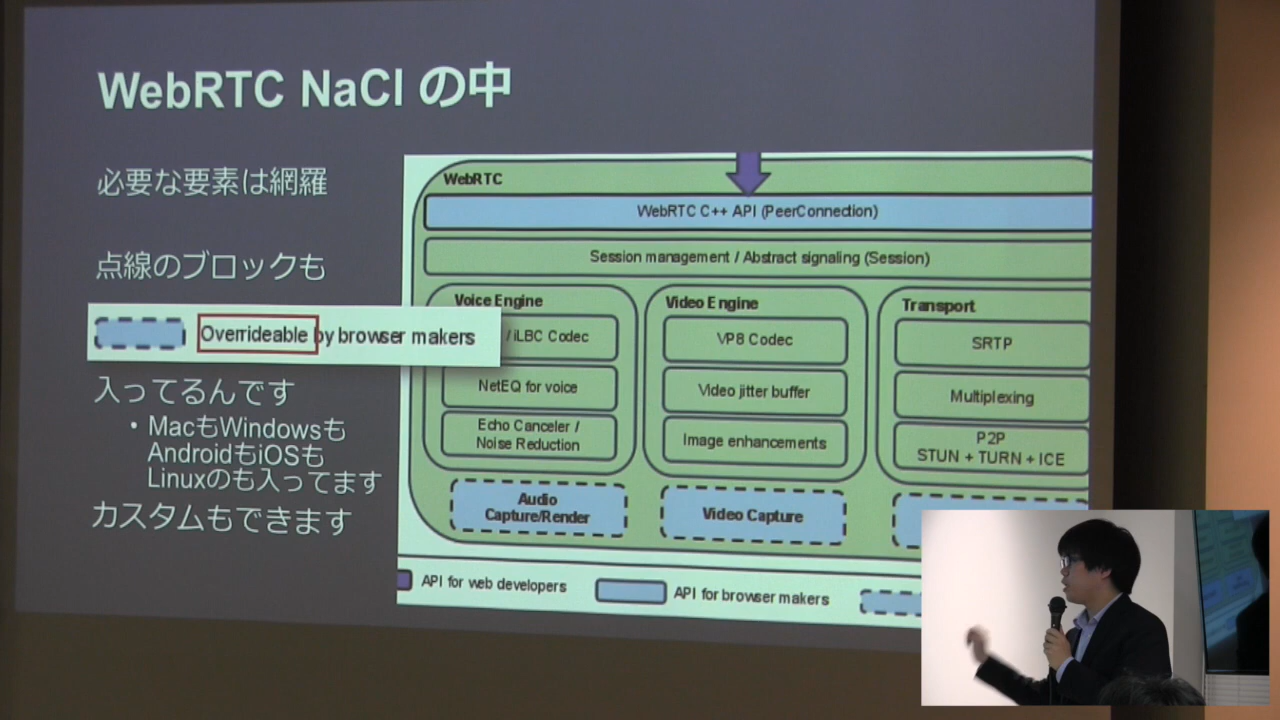 WebRTC NaCl の中
必要な要素は網羅
点線のブロックも
Overrideable by browser makers
入ってるんです
・MacもWindowsも
AndroidもiOSも
Linuxのも入ってます
カスタムもできます
WebRTC
WebRTC C++ API (PeerConnection)
Session management / Abstract signaling (Session)
Voice Engine
/ iLBC Codec
NetEQ for voice
Echo Canceler /
Noise Reduction
Audio
Capture/Render
Video Engine
VP8 Codec
Video jitter buffer
Image enhancements
Video Capture
Transport
SRTP
Multiplexing
P2P
STUN + TURN + ICE
API for web developers
API for browser makers